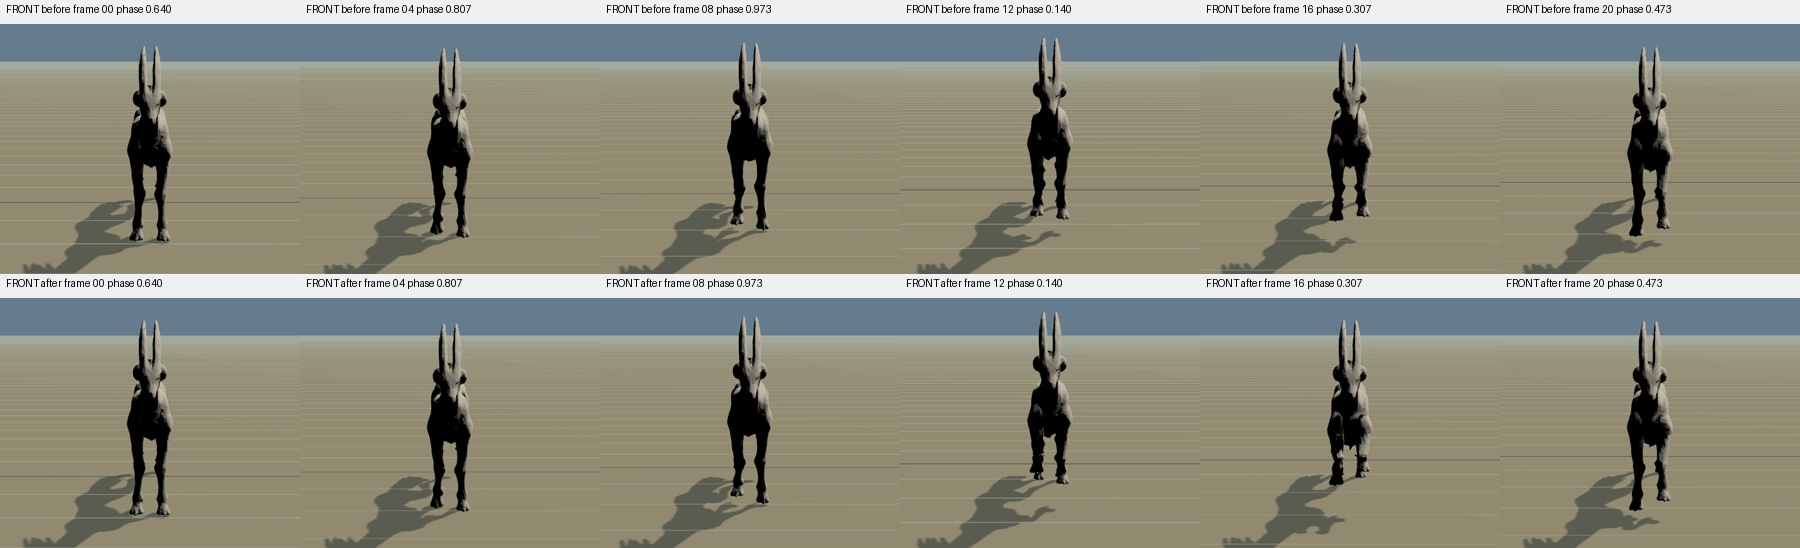 FRONT before frame 00 phase 0.640
FRONT before frame 04 phase 0.807
FRONT before frame 08 phase 0.973
FRONT before frame 12 phase 0.140
FRONT before frame 16 phase 0.307
FRONT before frame 20 phase 0.473
FRONT after frame 00 phase 0.640
FRONT after frame 04 phase 0.807
FRONT after frame 08 phase 0.973
FRONT after frame 12 phase 0.140
FRONT after frame 16 phase 0.307
FRONT after frame 20 phase 0.473